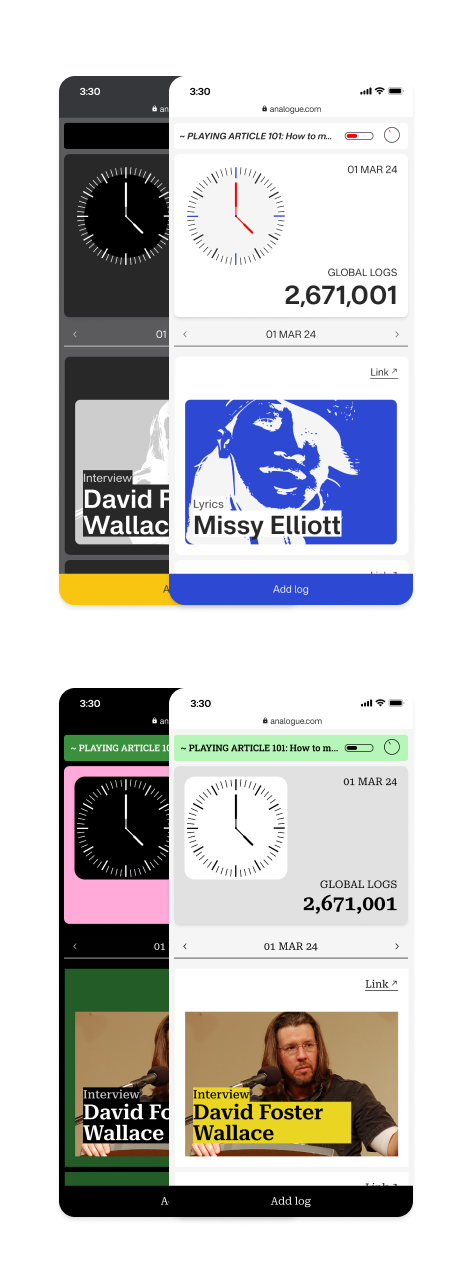 3:30
an
01
Interview
David F
Wallac
A
3:30
analogue.com
~ PLAYING ARTICLE 101: How to m...
01 MAR 24
GLOBAL LOGS
2,671,001
01 MAR 24
Link ↗
Lyrics
Missy Elliott
Link ↗
Add log
3:30
an
~ PLAYING ARTICLE 10
01
Interview
David Fo
Wallace
A
3:30
analogue.com
~ PLAYING ARTICLE 101: How to m...
01 MAR 24
GLOBAL LOGS
2,671,001
01 MAR 24
Link ↗
Interview
David Foster
Wallace
Link ↗
Add log